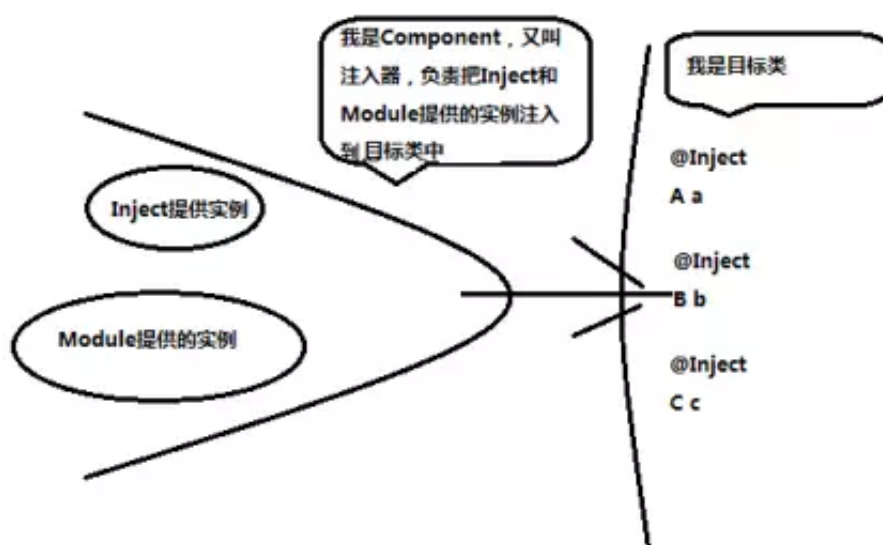 我是Component，又叫
注入器，负责把Inject和
Module提供的实例注入
到目标类中
我是目标类
Inject提供实例
Module提供的实例
@Inject
A a
@Inject
B b
@Inject
C c